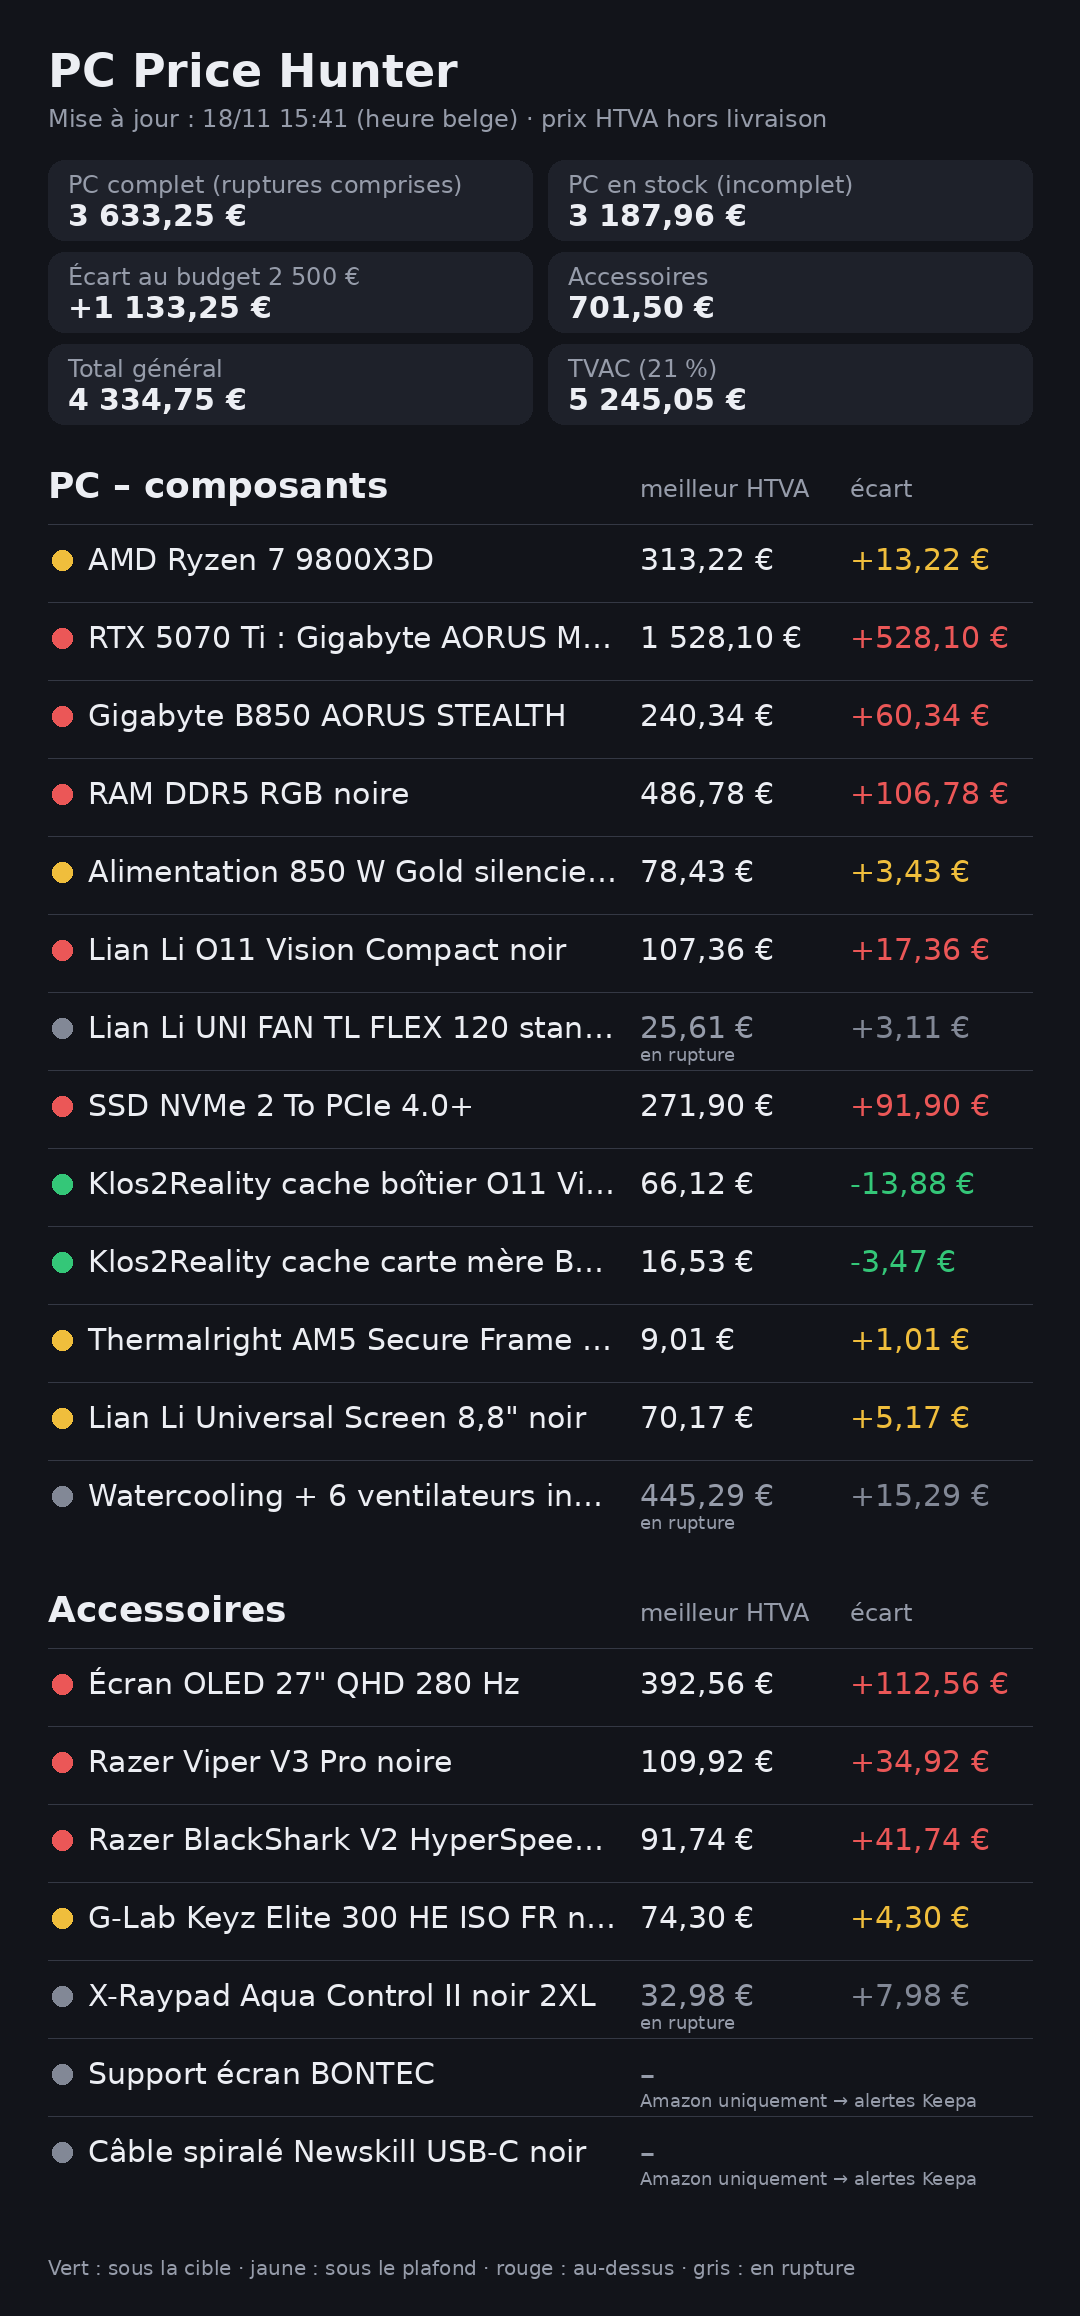 PC Price Hunter
Mise à jour : 18/11 15:41 (heure belge) · prix HTVA hors livraison
PC complet (ruptures comprises)
3 633,25 €
PC en stock (incomplet)
3 187,96 €
Écart au budget 2 500 €
+1 133,25 €
Accessoires
701,50 €
Total général
4 334,75 €
TVAC (21 %)
5 245,05 €
PC – composants meilleur HTVA écart
AMD Ryzen 7 9800X3D 313,22 € +13,22 €
RTX 5070 Ti : Gigabyte AORUS M… 1 528,10 € +528,10 €
Gigabyte B850 AORUS STEALTH 240,34 € +60,34 €
RAM DDR5 RGB noire 486,78 € +106,78 €
Alimentation 850 W Gold silencie… 78,43 € +3,43 €
Lian Li O11 Vision Compact noir 107,36 € +17,36 €
Lian Li UNI FAN TL FLEX 120 stan… 25,61 € +3,11 €
en rupture
SSD NVMe 2 To PCIe 4.0+ 271,90 € +91,90 €
Klos2Reality cache boîtier O11 Vi… 66,12 € -13,88 €
Klos2Reality cache carte mère B… 16,53 € -3,47 €
Thermalright AM5 Secure Frame … 9,01 € +1,01 €
Lian Li Universal Screen 8,8" noir 70,17 € +5,17 €
Watercooling + 6 ventilateurs in… 445,29 € +15,29 €
en rupture
Accessoires meilleur HTVA écart
Écran OLED 27" QHD 280 Hz 392,56 € +112,56 €
Razer Viper V3 Pro noire 109,92 € +34,92 €
Razer BlackShark V2 HyperSpee… 91,74 € +41,74 €
G-Lab Keyz Elite 300 HE ISO FR n… 74,30 € +4,30 €
X-Raypad Aqua Control II noir 2XL 32,98 € +7,98 €
en rupture
Support écran BONTEC –
Amazon uniquement → alertes Keepa
Câble spiralé Newskill USB-C noir –
Amazon uniquement → alertes Keepa
Vert : sous la cible · jaune : sous le plafond · rouge : au-dessus · gris : en rupture